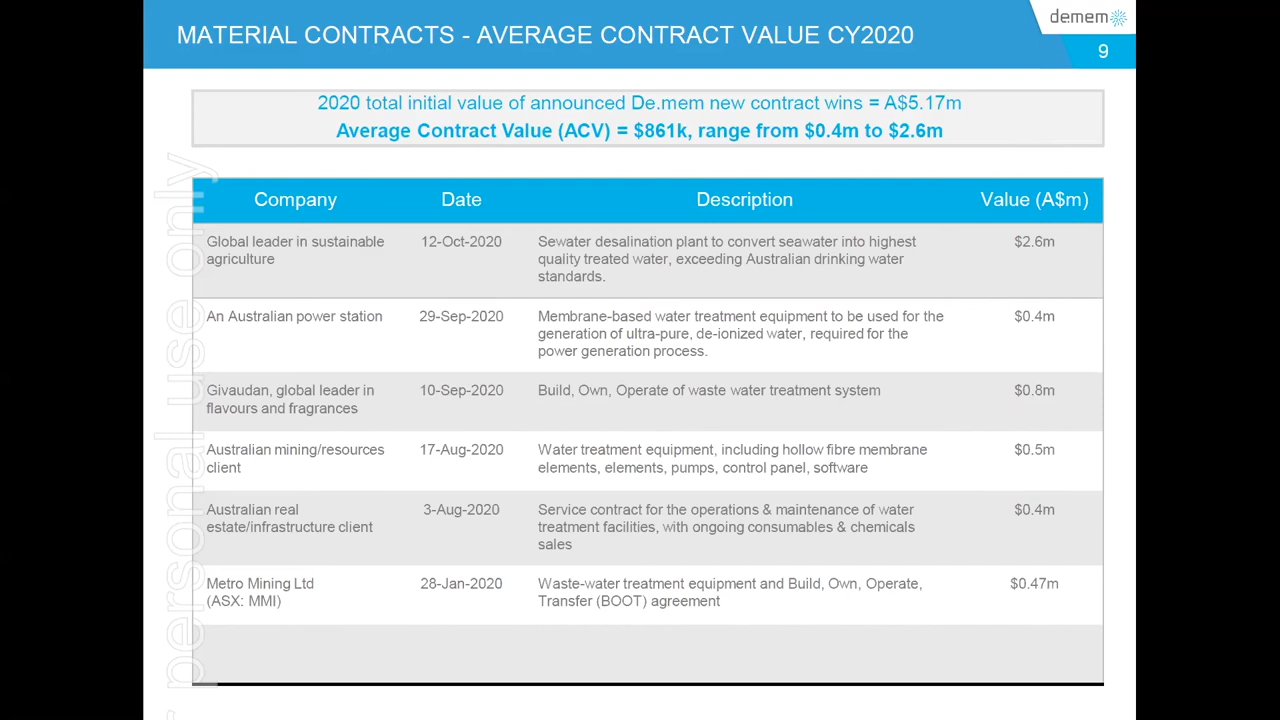 MATERIAL CONTRACTS - AVERAGE CONTRACT VALUE CY2020
demem
9
2020 total initial value of announced De.mem new contract wins = A$5.17m
Average Contract Value (ACV) = $861k, range from $0.4m to $2.6m
Company Date Description Value (A$m)
Global leader in sustainable 12-Oct-2020 Sewater desalination plant to convert seawater into highest $2.6m
agriculture quality treated water, exceeding Australian drinking water
standards.
An Australian power station 29-Sep-2020 Membrane-based water treatment equipment to be used for the $0.4m
generation of ultra-pure, de-ionized water, required for the
power generation process.
Givaudan, global leader in 10-Sep-2020 Build, Own, Operate of waste water treatment system $0.8m
flavours and fragrances
Australian mining/resources 17-Aug-2020 Water treatment equipment, including hollow fibre membrane $0.5m
client elements, elements, pumps, control panel, software
Australian real 3-Aug-2020 Service contract for the operations & maintenance of water $0.4m
estate/infrastructure client treatment facilities, with ongoing consumables & chemicals
sales
Metro Mining Ltd 28-Jan-2020 Waste-water treatment equipment and Build, Own, Operate, $0.47m
(ASX: MMI) Transfer (BOOT) agreement
personal use only